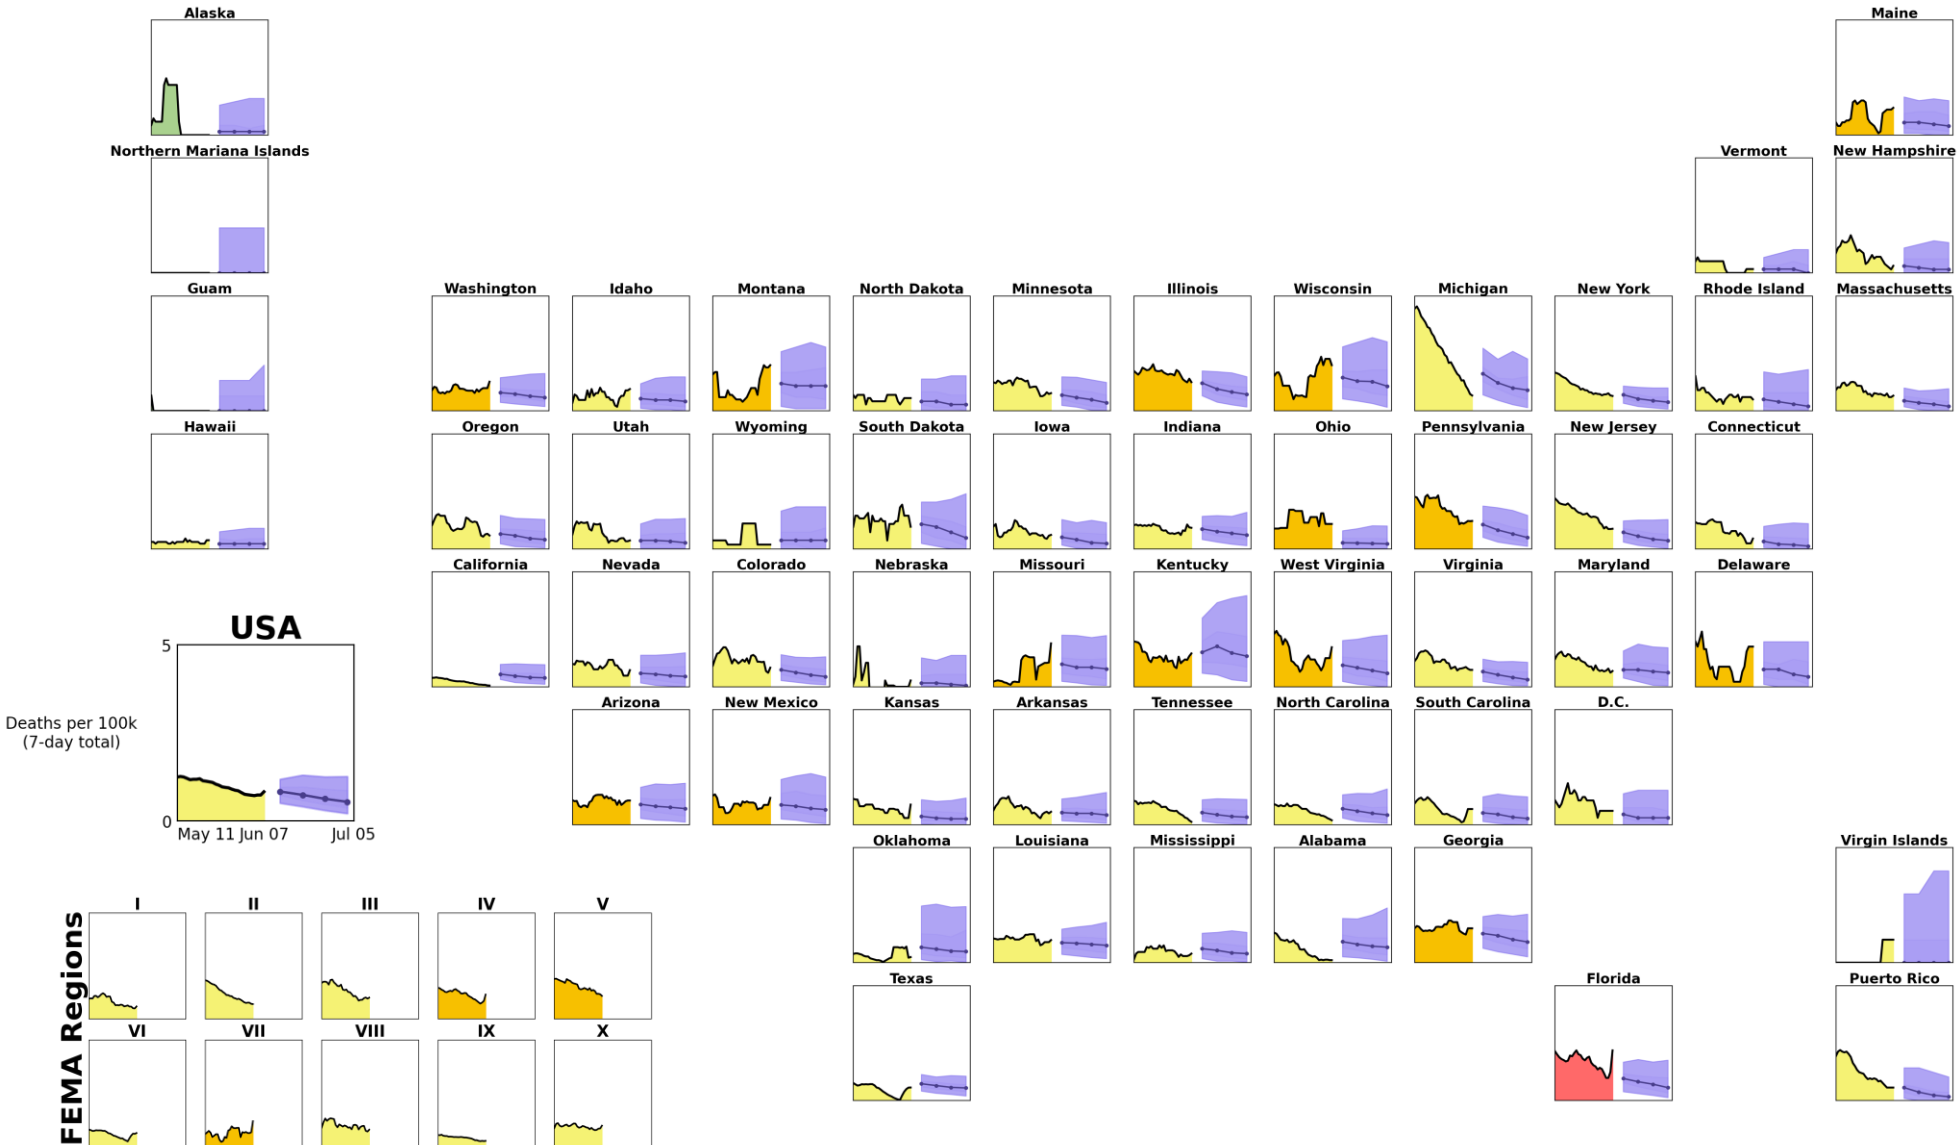 Alaska
Maine
Northern Mariana Islands
Vermont
New Hampshire
Guam
Washington
Idaho
Montana
North Dakota
Minnesota
Illinois
Wisconsin
Michigan
New York
Rhode Island
Massachusetts
Hawaii
Oregon
Utah
Wyoming
South Dakota
Iowa
Indiana
Ohio
Pennsylvania
New Jersey
Connecticut
California
Nevada
Colorado
Nebraska
Missouri
Kentucky
West Virginia
Virginia
Maryland
Delaware
USA
5
Deaths per 100k
(7-day total)
0
May 11
Jun 07
Jul 05
Arizona
New Mexico
Kansas
Arkansas
Tennessee
North Carolina
South Carolina
D.C.
Oklahoma
Louisiana
Mississippi
Alabama
Georgia
Virgin Islands
Texas
Florida
Puerto Rico
FEMA Regions
I
II
III
IV
V
VI
VII
VIII
IX
X